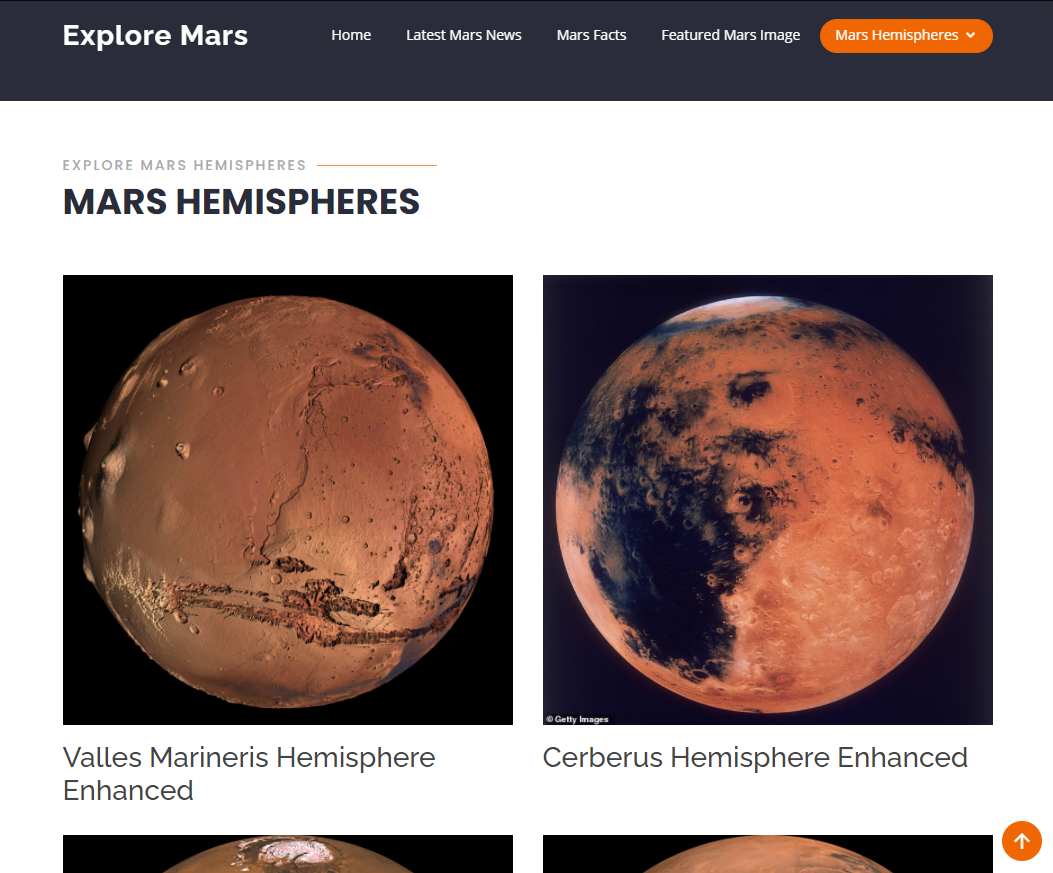 Explore Mars
Home
Latest Mars News
Mars Facts
Featured Mars Image
Mars Hemispheres
EXPLORE MARS HEMISPHERES
MARS HEMISPHERES
© Getty Images
Valles Marineris Hemisphere
Enhanced
Cerberus Hemisphere Enhanced